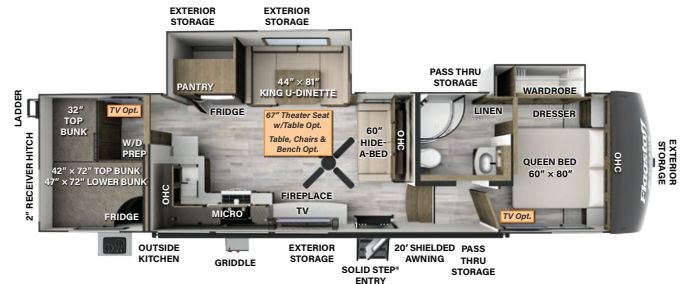 EXTERIOR
STORAGE
EXTERIOR
STORAGE
PANTRY
FRIDGE
44" × 81"
KING U-DINETTE
PASS THRU
STORAGE
WARDROBE
LADDER
2" RECEIVER HITCH
32"
TOP
BUNK
TV Opt.
W/D
PREP
42" × 72" TOP BUNK
47" × 72" LOWER BUNK
FRIDGE
67" Theater Seat
w/Table Opt.
Table, Chairs &
Bench Opt.
60"
HIDE-
A-BED
OHC
LINEN
DRESSER
QUEEN BED
60" × 80"
OHC
Flagstaff
EXTERIOR
STORAGE
OHC
MICRO
FIREPLACE
TV
TV Opt.
OUTSIDE
KITCHEN
GRIDDLE
EXTERIOR
STORAGE
SOLID STEP®
ENTRY
20' SHIELDED
AWNING
PASS
THRU
STORAGE